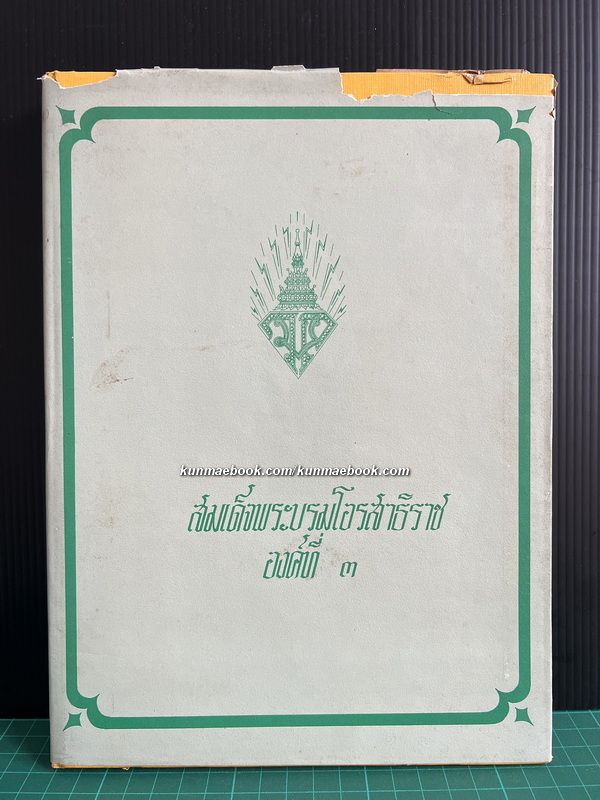 kunmaebook.com/kunmaebook.com
สมเด็จพระบรมโอรสาธิราช
องค์ที่ ๓